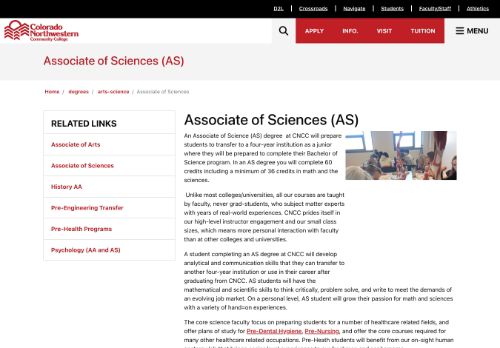 D2L Crossroads Navigate Students Faculty/Staff Athletics
Colorado
Northwestern
Community College
APPLY INFO. VISIT TUITION MENU
Associate of Sciences (AS)
Home / degrees / arts-science / Associate of Sciences
RELATED LINKS
Associate of Arts
Associate of Sciences
History AA
Pre-Engineering Transfer
Pre-Health Programs
Psychology (AA and AS)
Associate of Sciences (AS)
An Associate of Science (AS) degree at CNCC will prepare
students to transfer to a four-year institution as a junior
where they will be prepared to complete their Bachelor of
Science program. In an AS degree you will complete 60
credits including a minimum of 36 credits in math and the
sciences.
Unlike most colleges/universities, all our courses are taught
by faculty, never grad-students, who subject matter experts
with years of real-world experiences. CNCC prides itself in
our high-level instructor engagement and our small class
sizes, which means more personal interaction with faculty
than at other colleges and universities.
A student completing an AS degree at CNCC will develop
analytical and communication skills that they can transfer to
another four-year institution or use in their career after
graduating from CNCC. AS students will have the
mathematical and scientific skills to think critically, problem solve, and write to meet the demands of
an evolving job market. On a personal level, AS student will grow their passion for math and sciences
with a variety of hand=on experiences.
The core science faculty focus on preparing students for a number of healthcare related fields, and
offer plans of study for Pre-Dental Hygiene, Pre-Nursing, and offer the core courses required for
many other healthcare related occupations. Pre-Heath students will benefit from our on-sight human